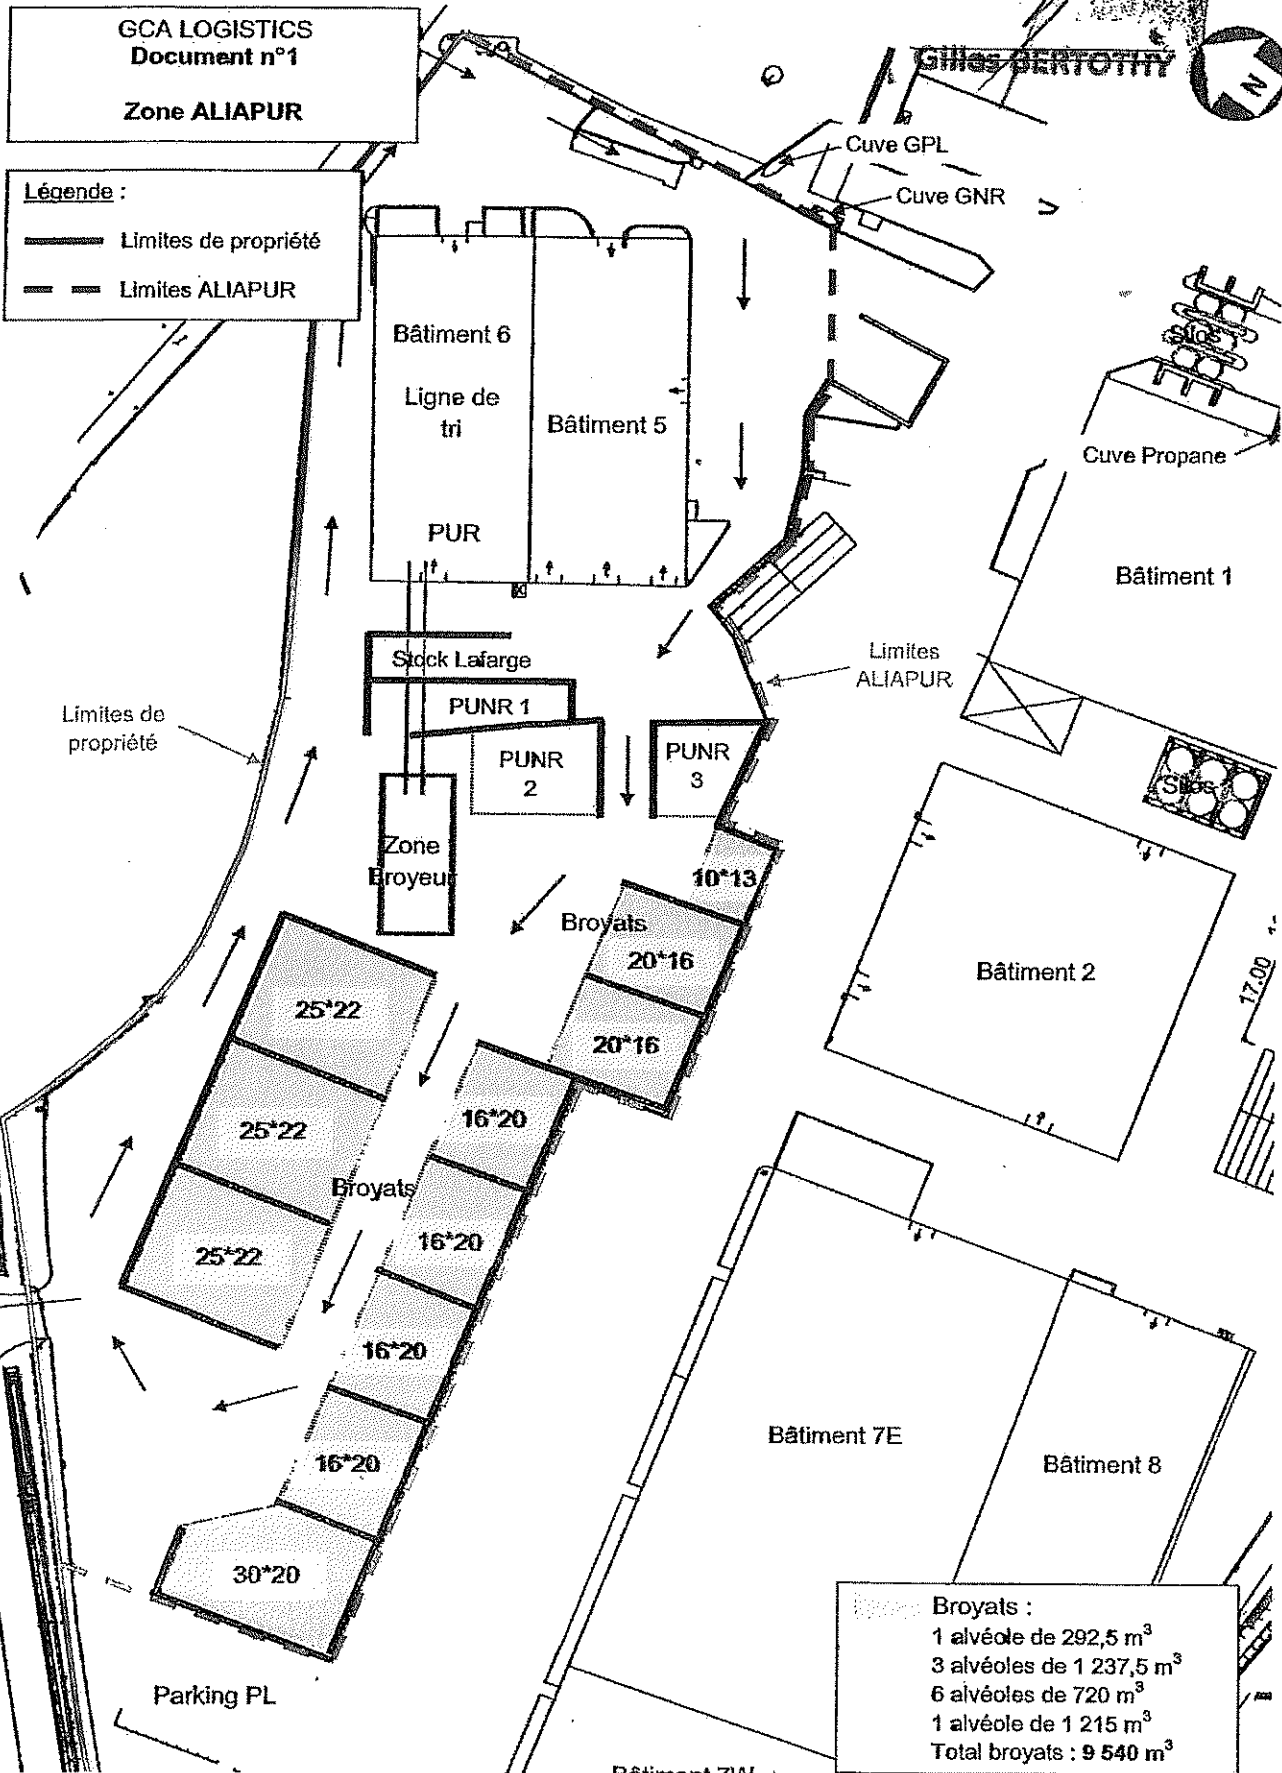 GCA LOGISTICS
Document n°1
Zone ALIAPUR
Gilles BERTOTHY
N
Légende :
Limites de propriété
Limites ALIAPUR
Cuve GPL
Cuve GNR
Silos
Cuve Propane
Bâtiment 6
Ligne de
tri
PUR
Bâtiment 5
Bâtiment 1
Limites
ALIAPUR
Stock Lafarge
PUNR 1
PUNR
2
PUNR
3
Limites de
propriété
Silos
Zone
Broyeur
10*13
Broyats
20*16
20*16
Bâtiment 2
17.00
25*22
25*22
25*22
Broyats
16*20
16*20
16*20
16*20
30*20
Bâtiment 7E
Bâtiment 8
Parking PL
Bâtiment 7W
Broyats :
1 alvéole de 292,5 m³
3 alvéoles de 1 237,5 m³
6 alvéoles de 720 m³
1 alvéole de 1 215 m³
Total broyats : 9 540 m³